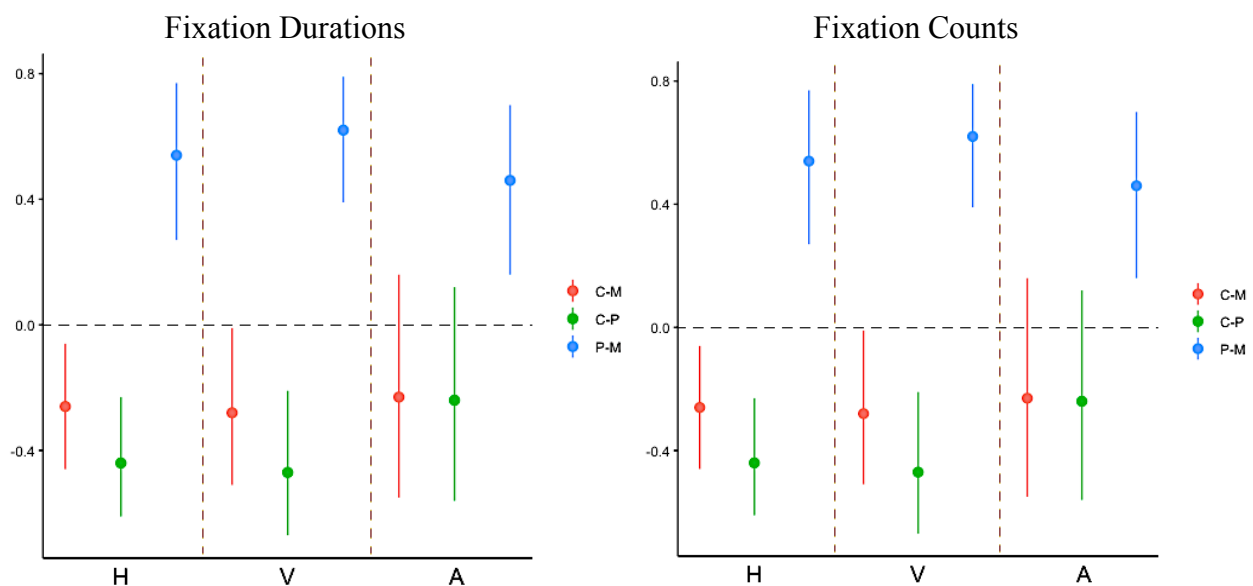 Fixation Durations
0.8
0.4
0.0
-0.4
H V A
C-M
C-P
P-M
Fixation Counts
0.8
0.4
0.0
-0.4
H V A
C-M
C-P
P-M